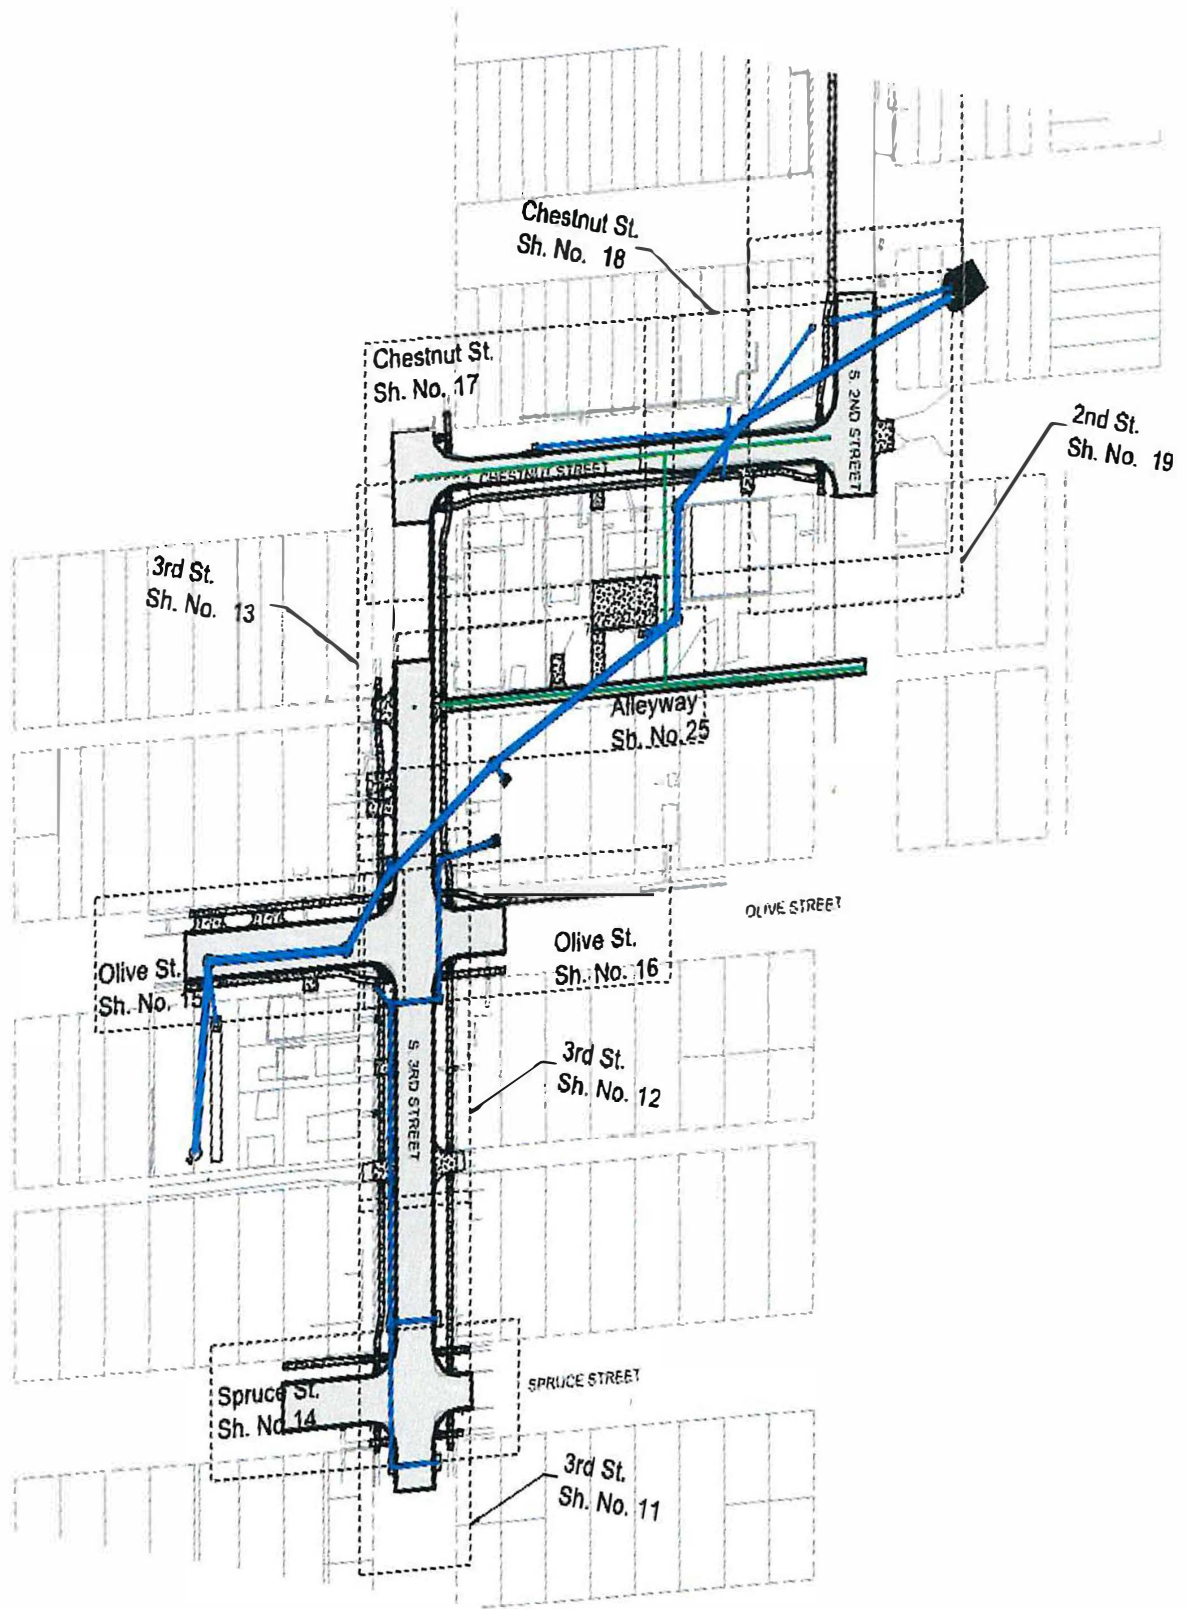 Chestnut St.
Sh. No. 18
Chestnut St.
Sh. No. 17
S. 2ND STREET
2nd St.
Sh. No. 19
CHESTNUT STREET
3rd St.
Sh. No. 13
Alleyway
Sh. No. 25
OLIVE STREET
Olive St.
Sh. No. 15
Olive St.
Sh. No. 16
S. 3RD STREET
3rd St.
Sh. No. 12
SPRUCE STREET
Spruce St.
Sh. No. 14
3rd St.
Sh. No. 11